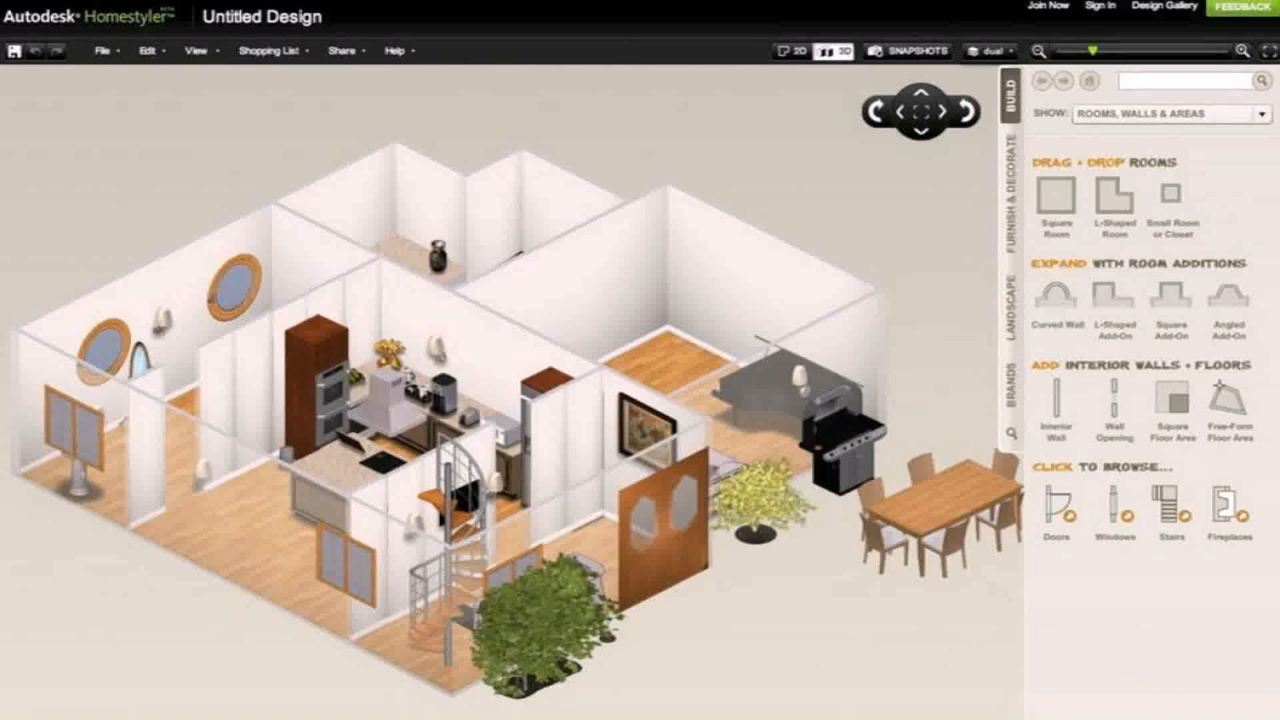 Autodesk® Homestyler™ BETA Untitled Design
Join Now Sign In Design Gallery FEEDBACK
File Edit View Shopping List Share Help
2D 3D SNAPSHOTS dual
BUILD
FURNISH & DECORATE
LANDSCAPE
BRANDS
SHOW: ROOMS, WALLS & AREAS
DRAG + DROP ROOMS
Square L-Shaped Small Room
Room Room or Closet
EXPAND WITH ROOM ADDITIONS
Curved Wall L-Shaped Square Angled
Add-On Add-On Add-On
ADD INTERIOR WALLS + FLOORS
Interior Wall Square Free-Form
Wall Opening Floor Area Floor Area
CLICK TO BROWSE...
Doors Windows Stairs Fireplaces